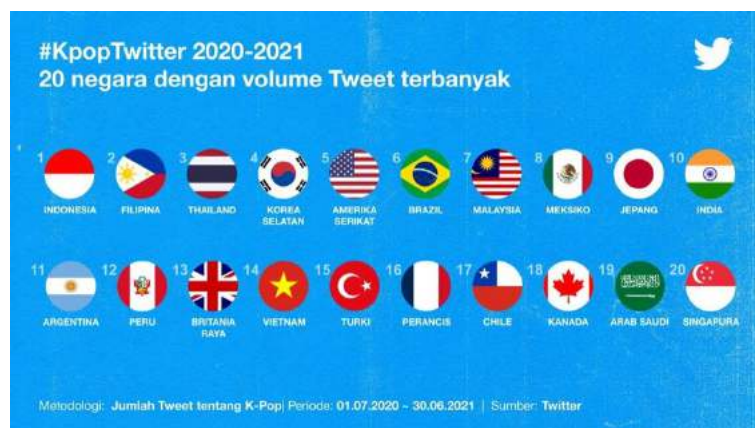 #KpopTwitter 2020-2021
20 negara dengan volume Tweet terbanyak
1 2 3 4 5 6 7 8 9 10
INDONESIA FILIPINA THAILAND KOREA SELATAN AMERIKA SERIKAT BRAZIL MALAYSIA MEKSIKO JEPANG INDIA
11 12 13 14 15 16 17 18 19 20
ARGENTINA PERU BRITANIA RAYA VIETNAM TURKI PERANCIS CHILE KANADA ARAB SAUDI SINGAPURA
Metodologi: Jumlah Tweet tentang K-Pop| Periode: 01.07.2020 ~ 30.06.2021 | Sumber: Twitter